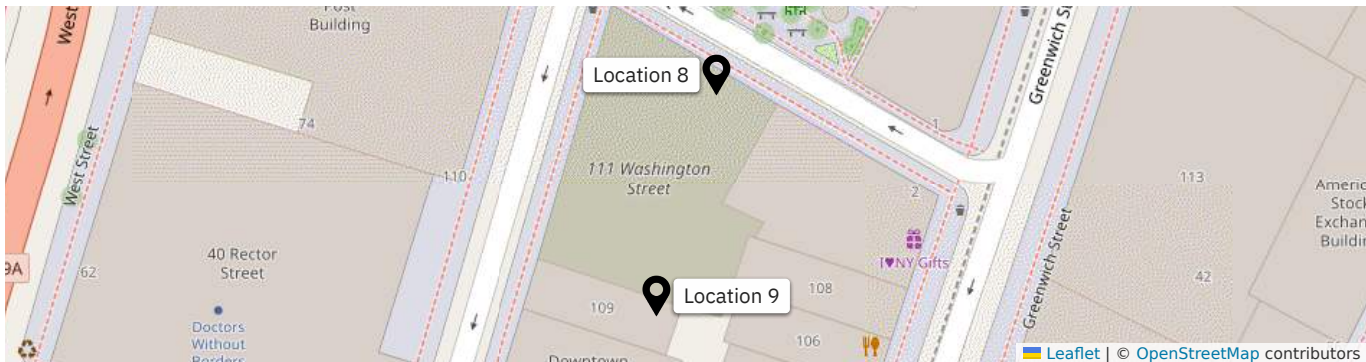 West
Post
Building
Location 8
Greenwich St
74
110
1
111 Washington
Street
West Street
2
113
America
Stock
Exchan
Buildin
40 Rector
Street
I♥NY Gifts
Greenwich Street
9A
62
42
Location 9
108
109
Doctors
Without
Borders
106
Downtown
Leaflet | © OpenStreetMap contributors